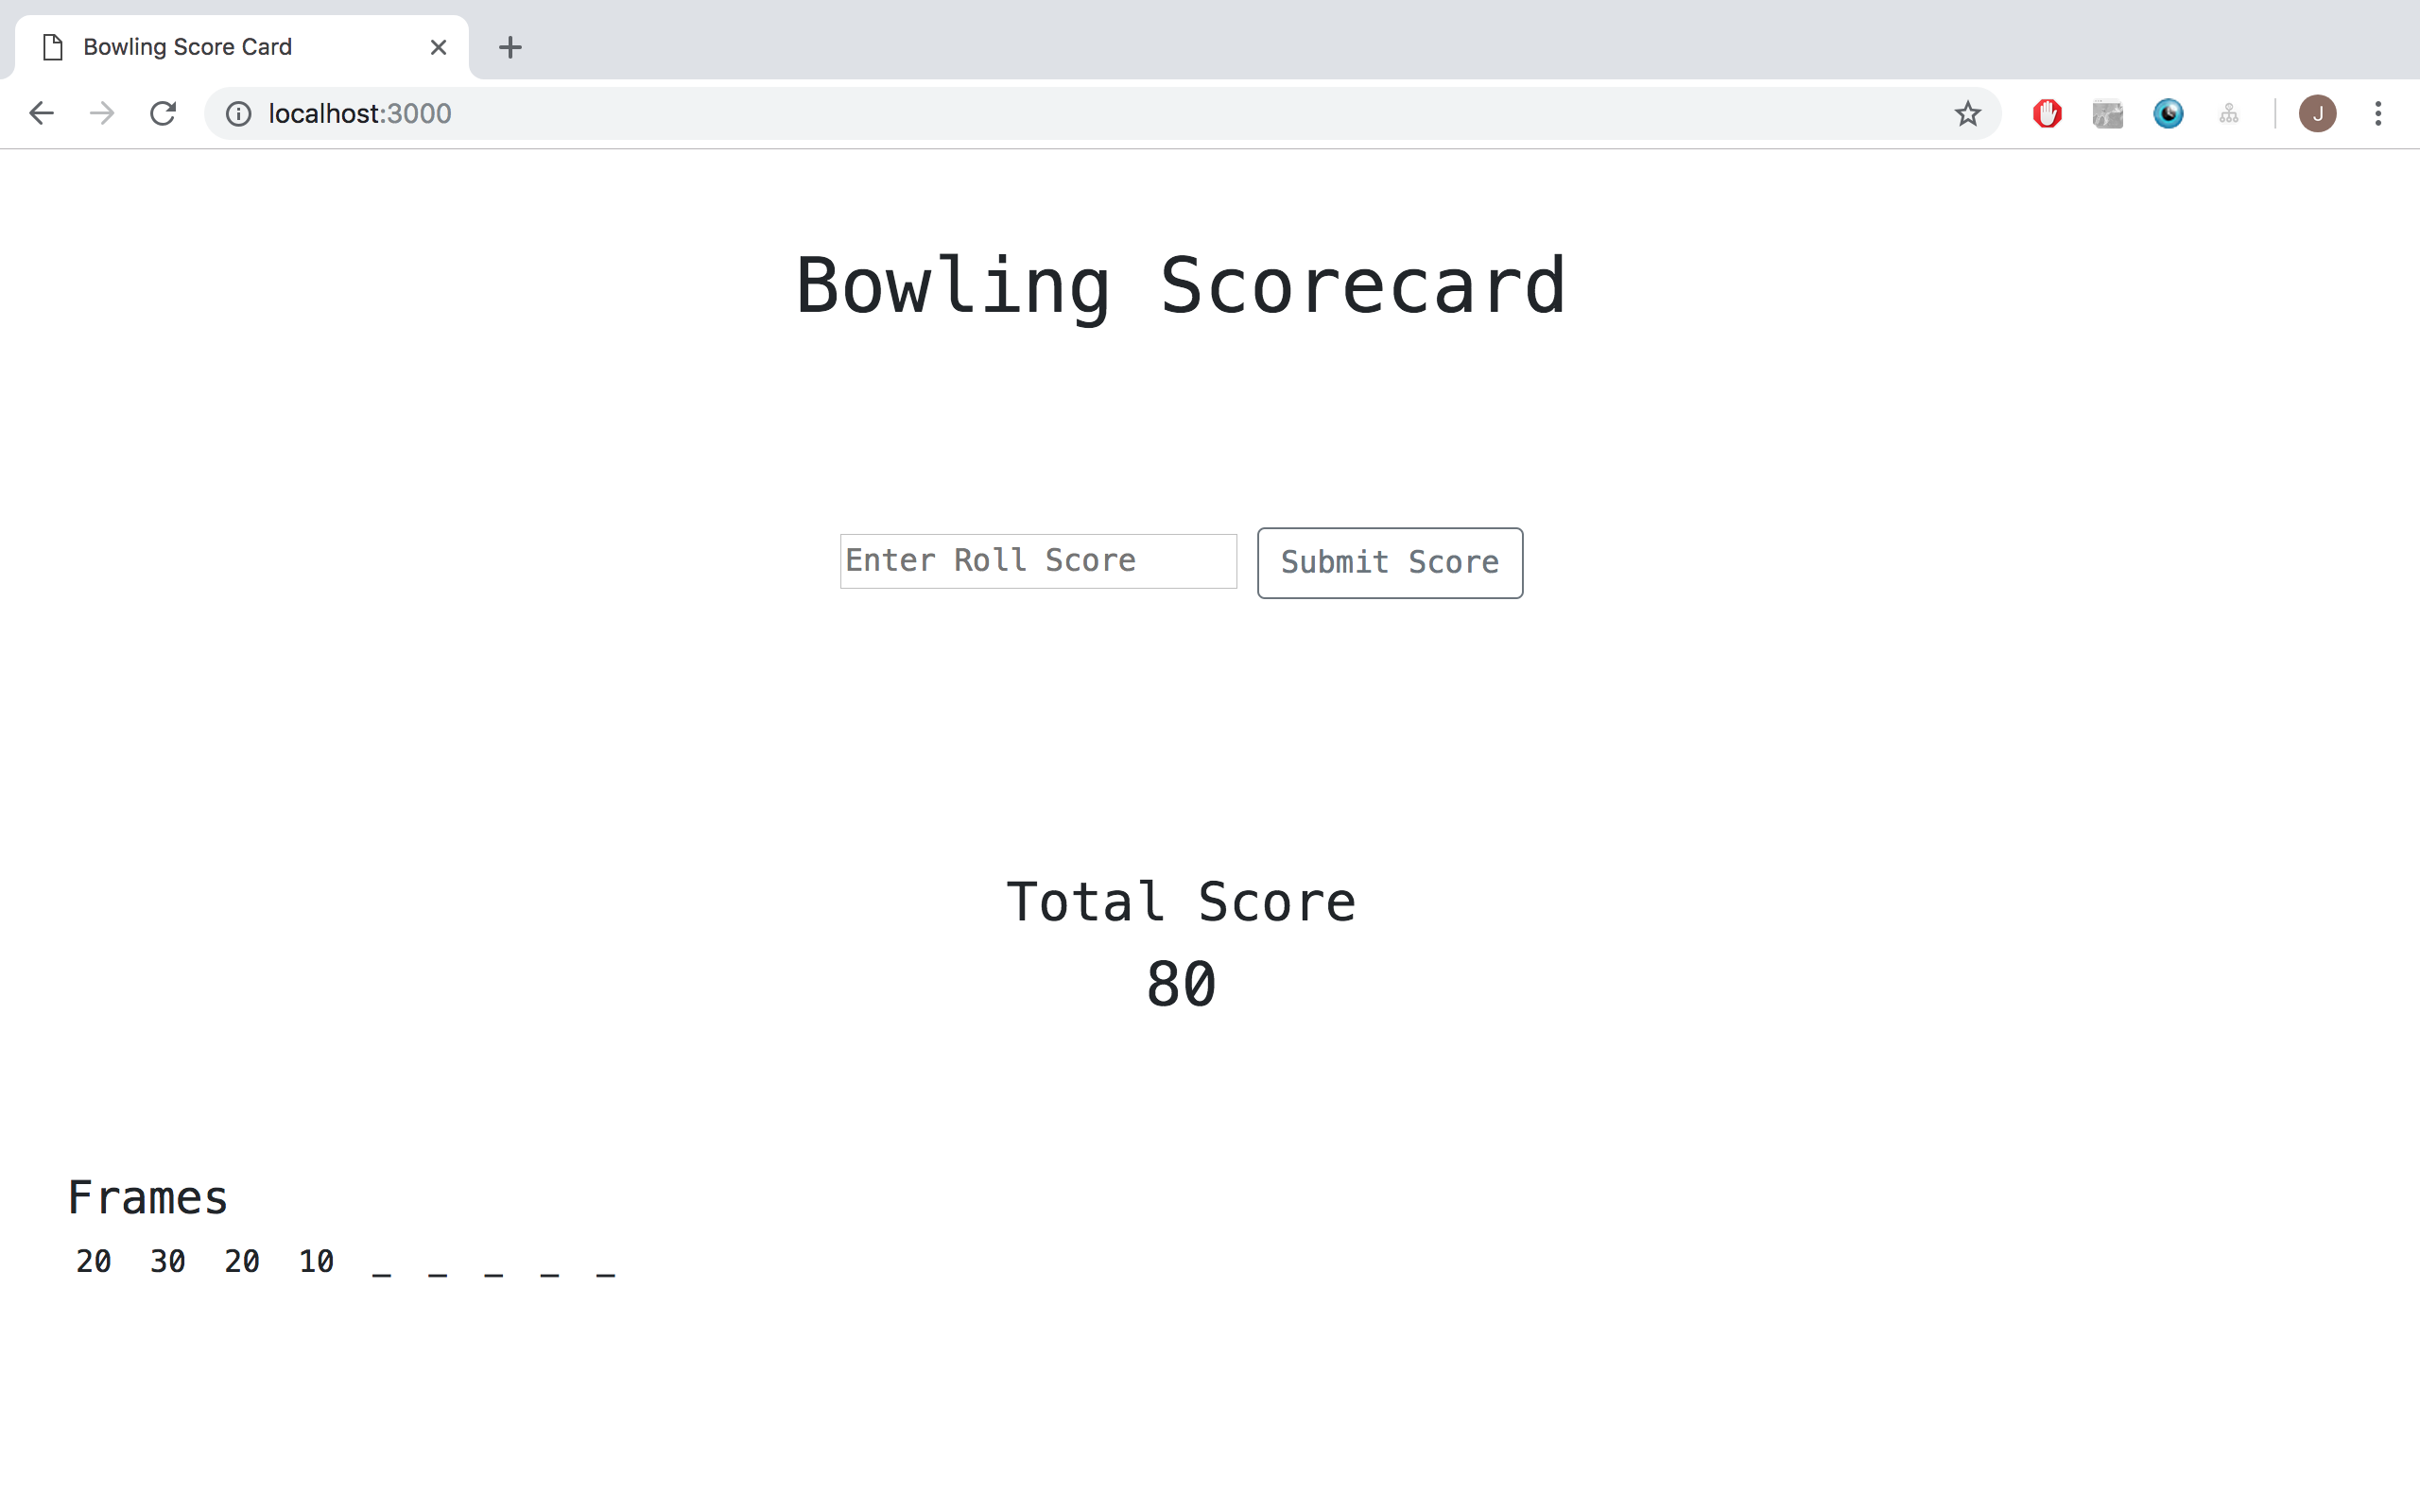 Bowling Score Card
localhost:3000
J
Bowling Scorecard
Enter Roll Score Submit Score
Total Score
80
Frames
20 30 20 10 _ _ _ _ _